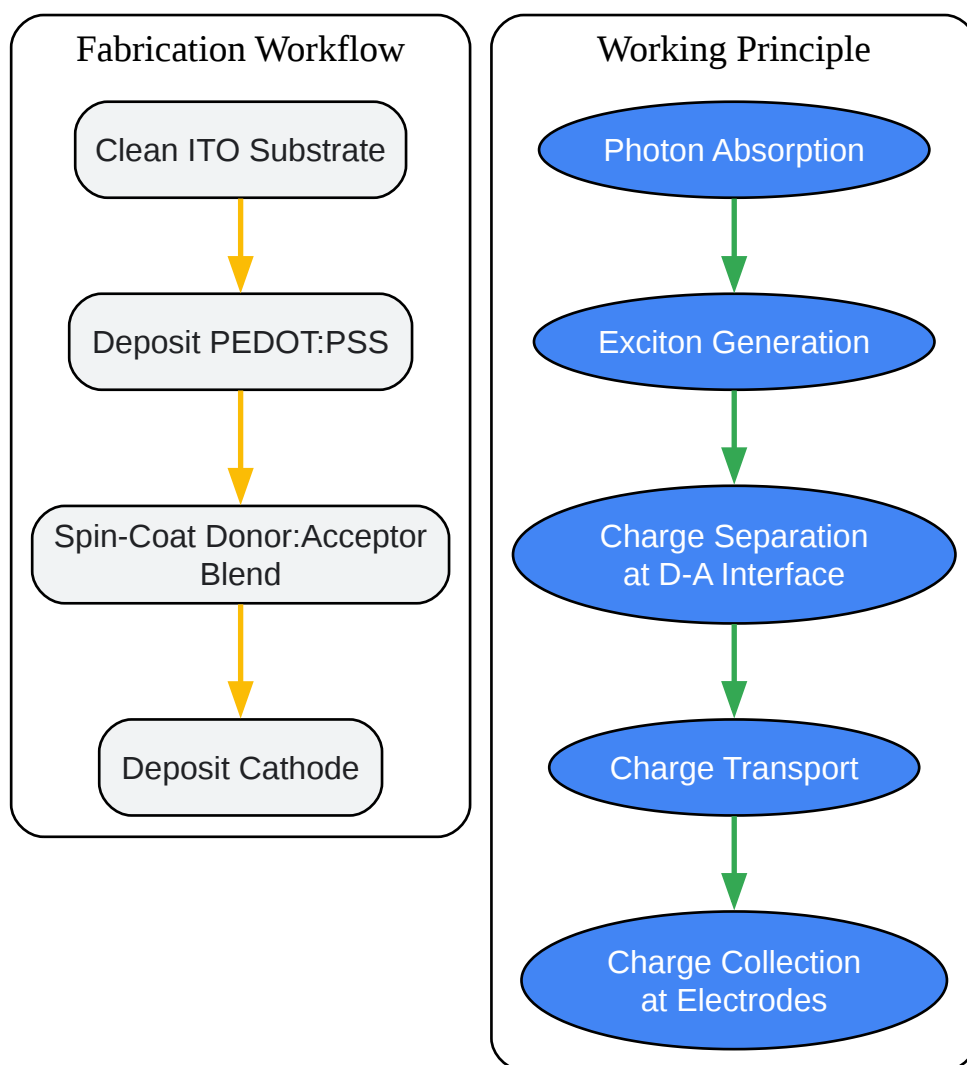 Fabrication Workflow
Clean ITO Substrate
Deposit PEDOT:PSS
Spin-Coat Donor:Acceptor
Blend
Deposit Cathode
Working Principle
Photon Absorption
Exciton Generation
Charge Separation
at D-A Interface
Charge Transport
Charge Collection
at Electrodes